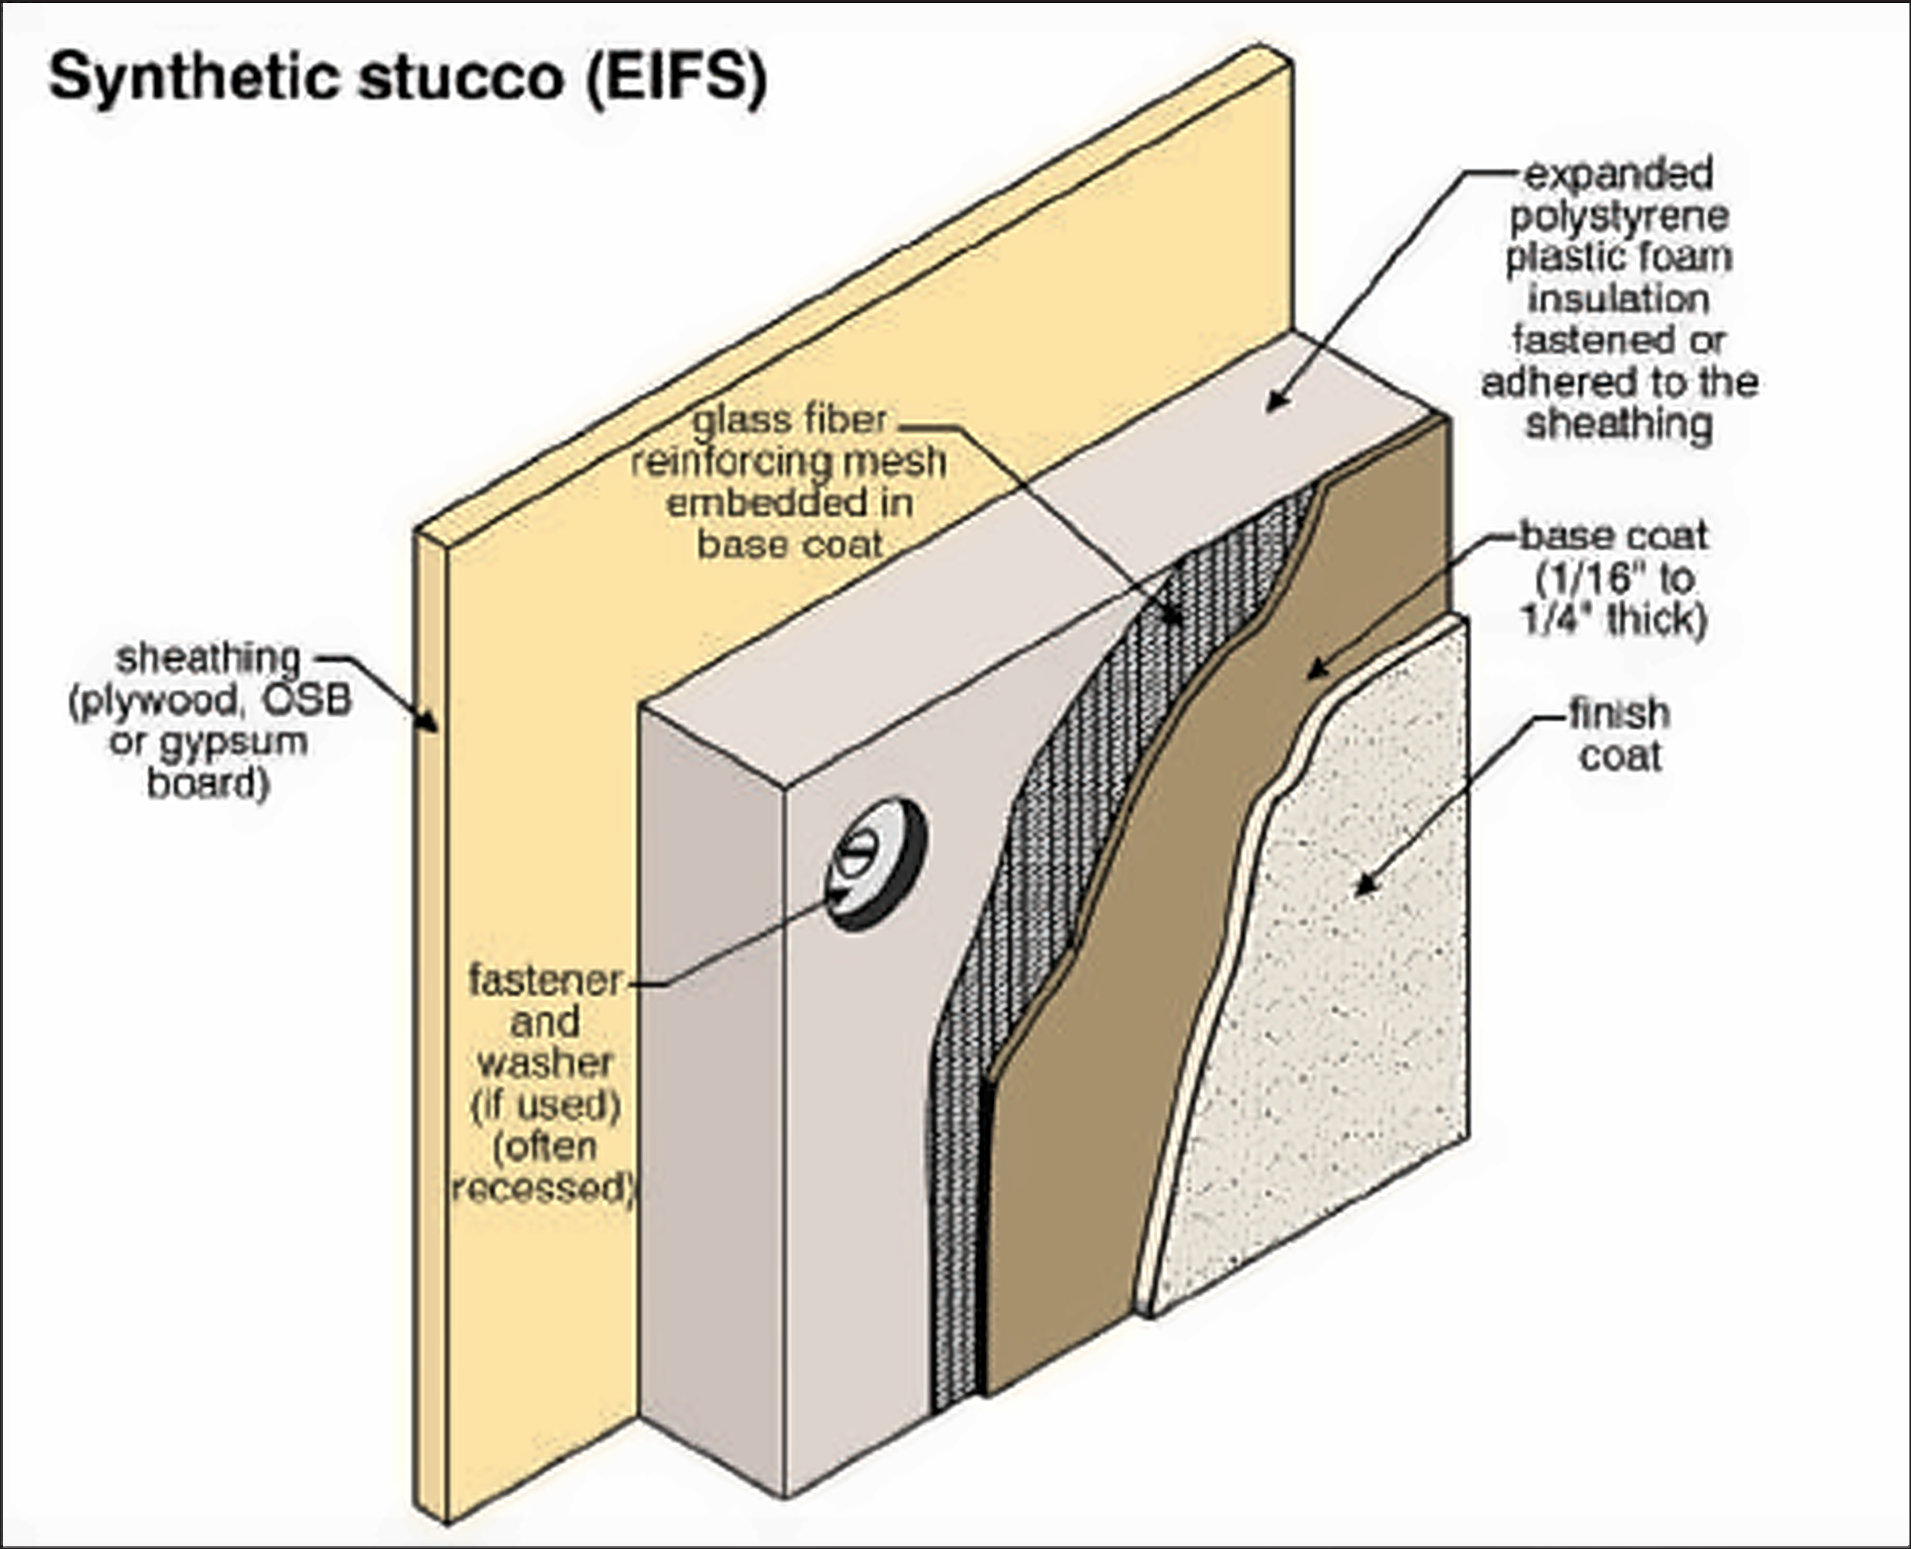 Synthetic stucco (EIFS)
expanded
polystyrene
plastic foam
insulation
fastened or
adhered to the
sheathing
glass fiber
reinforcing mesh
embedded in
base coat
base coat
(1/16" to
1/4" thick)
sheathing
(plywood, OSB
or gypsum
board)
finish
coat
fastener
and
washer
(if used)
(often
recessed)